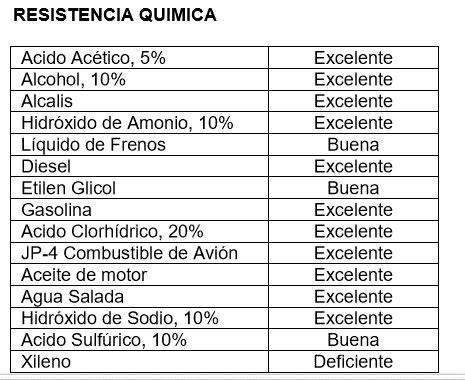 RESISTENCIA QUIMICA
Acido Acético, 5% Excelente
Alcohol, 10% Excelente
Alcalis Excelente
Hidróxido de Amonio, 10% Excelente
Líquido de Frenos Buena
Diesel Excelente
Etilen Glicol Buena
Gasolina Excelente
Acido Clorhídrico, 20% Excelente
JP-4 Combustible de Avión Excelente
Aceite de motor Excelente
Agua Salada Excelente
Hidróxido de Sodio, 10% Excelente
Acido Sulfúrico, 10% Buena
Xileno Deficiente